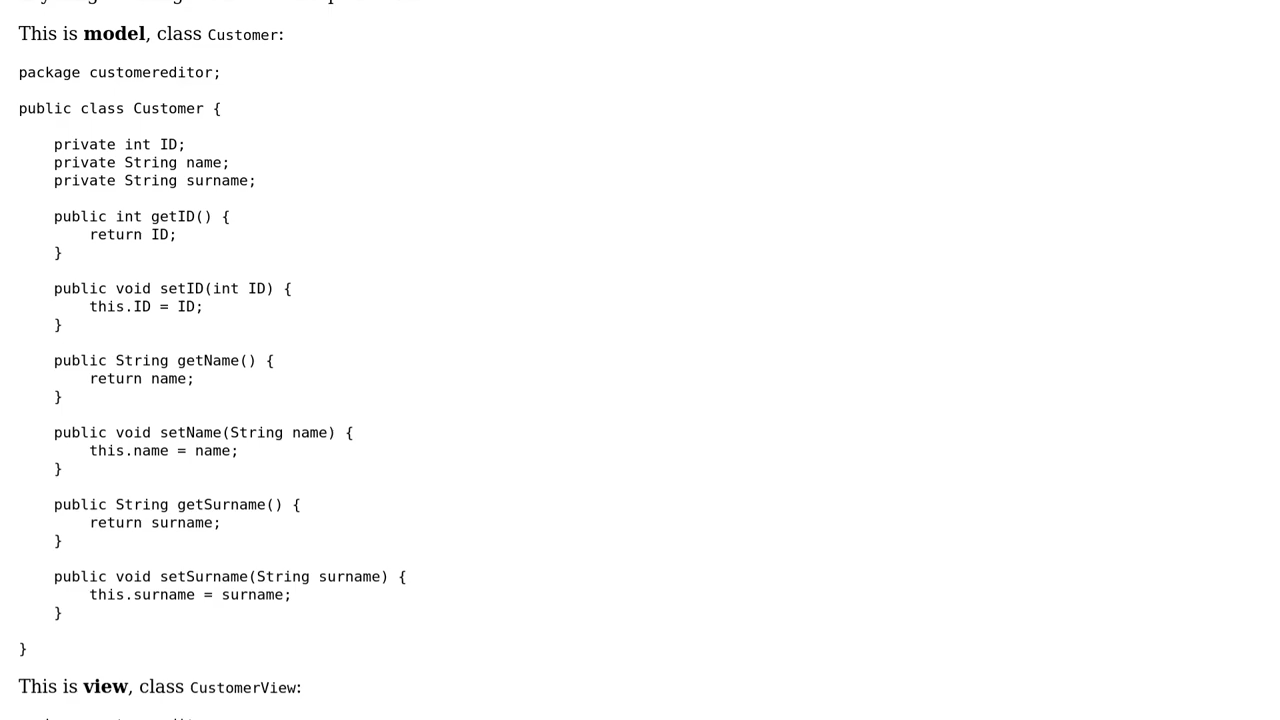 This is model, class Customer:
package customereditor;
public class Customer {
    private int ID;
    private String name;
    private String surname;
    public int getID() {
        return ID;
    }
    public void setID(int ID) {
        this.ID = ID;
    }
    public String getName() {
        return name;
    }
    public void setName(String name) {
        this.name = name;
    }
    public String getSurname() {
        return surname;
    }
    public void setSurname(String surname) {
        this.surname = surname;
    }
}
This is view, class CustomerView: